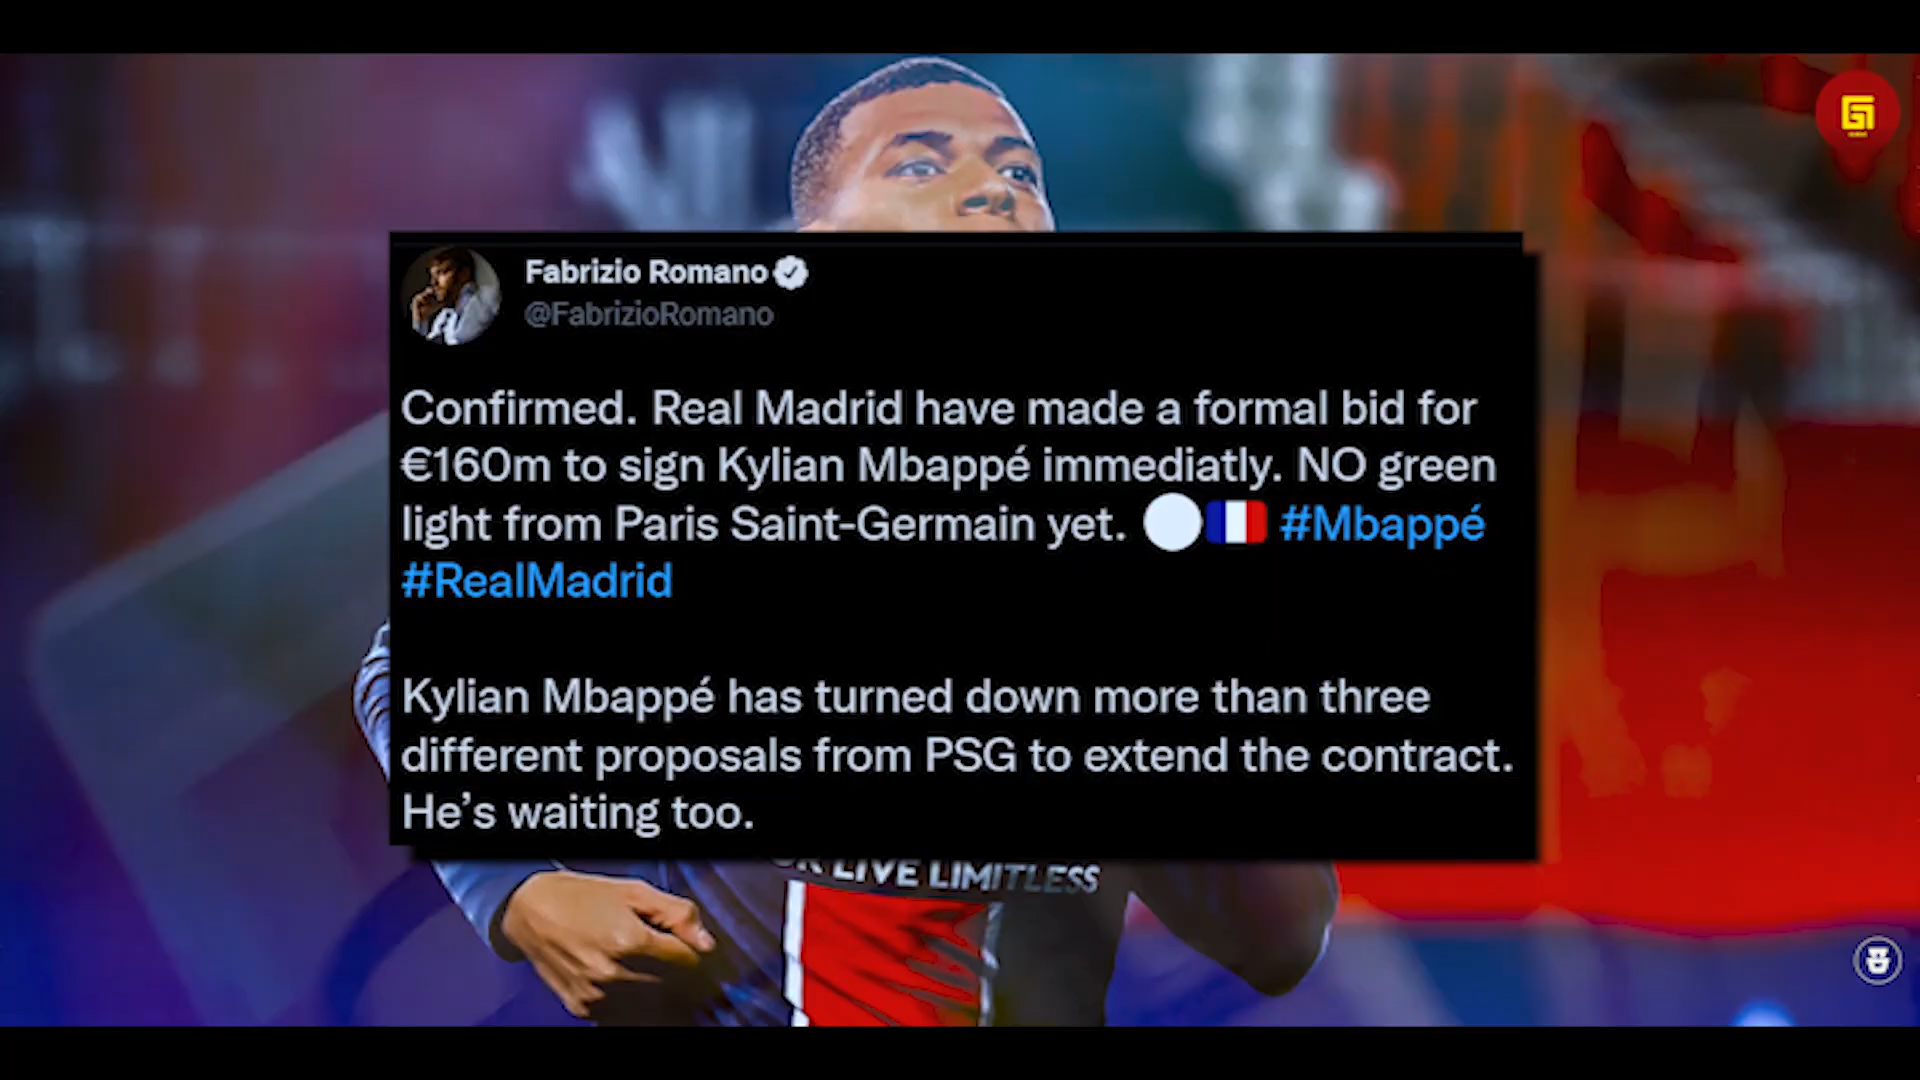 Fabrizio Romano
@FabrizioRomano
Confirmed. Real Madrid have made a formal bid for
€160m to sign Kylian Mbappé immediatly. NO green
light from Paris Saint-Germain yet. ⚪🇫🇷 #Mbappé
#RealMadrid
Kylian Mbappé has turned down more than three
different proposals from PSG to extend the contract.
He’s waiting too.
LIVE LIMITLESS